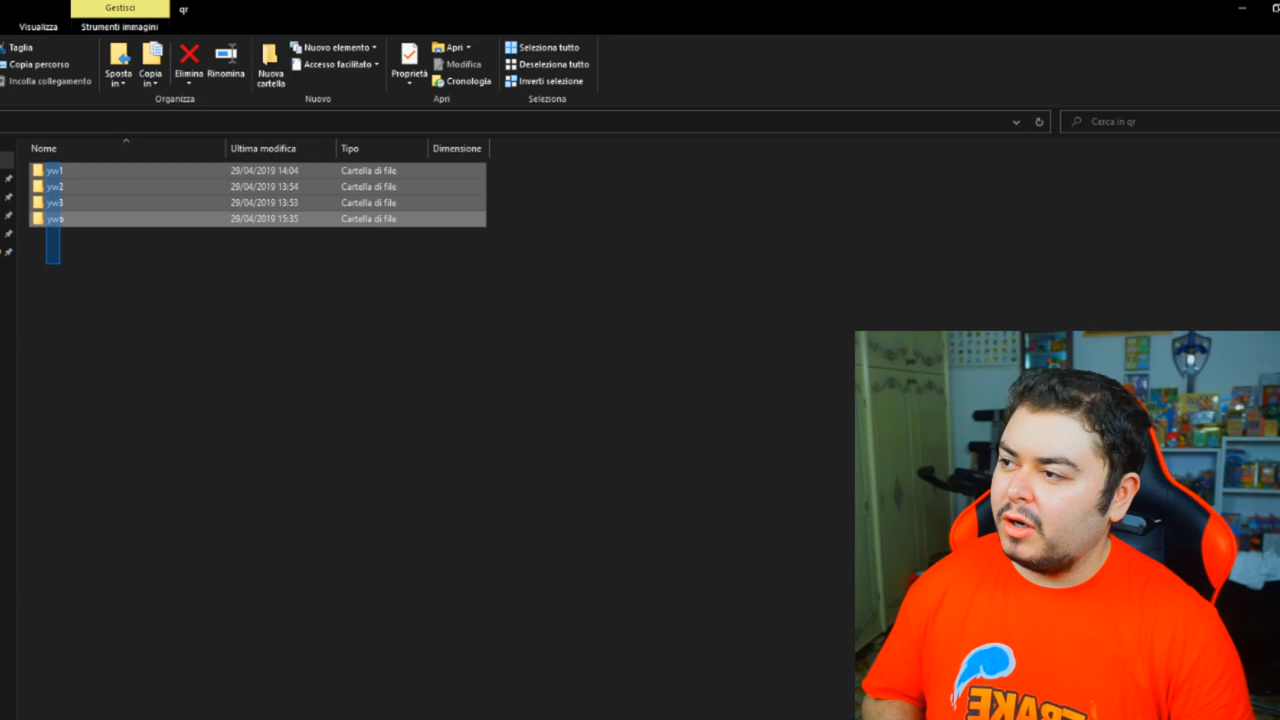 Gestisci
qr
Visualizza
Strumenti immagini
Taglia
Copia percorso
Incolla collegamento
Sposta in
Copia in
Elimina
Rinomina
Organizza
Nuova cartella
Nuovo elemento
Accesso facilitato
Nuovo
Proprietà
Apri
Modifica
Cronologia
Apri
Seleziona tutto
Deseleziona tutto
Inverti selezione
Seleziona
Cerca in qr
Nome
Ultima modifica
Tipo
Dimensione
yw1 29/04/2019 14:04 Cartella di file
yw2 29/04/2019 13:54 Cartella di file
yw3 29/04/2019 13:53 Cartella di file
ywb 29/04/2019 15:35 Cartella di file